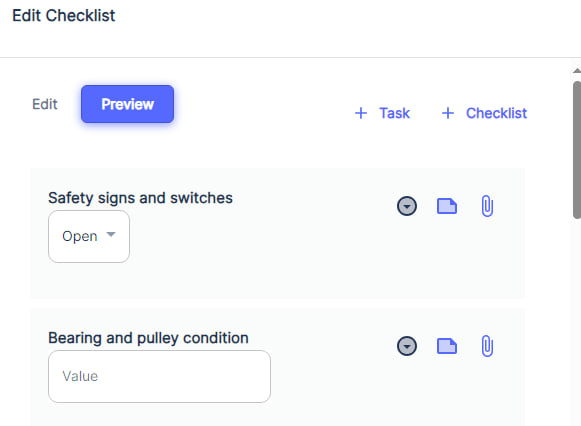 Edit Checklist
Edit Preview + Task + Checklist
Safety signs and switches
Open
Bearing and pulley condition
Value